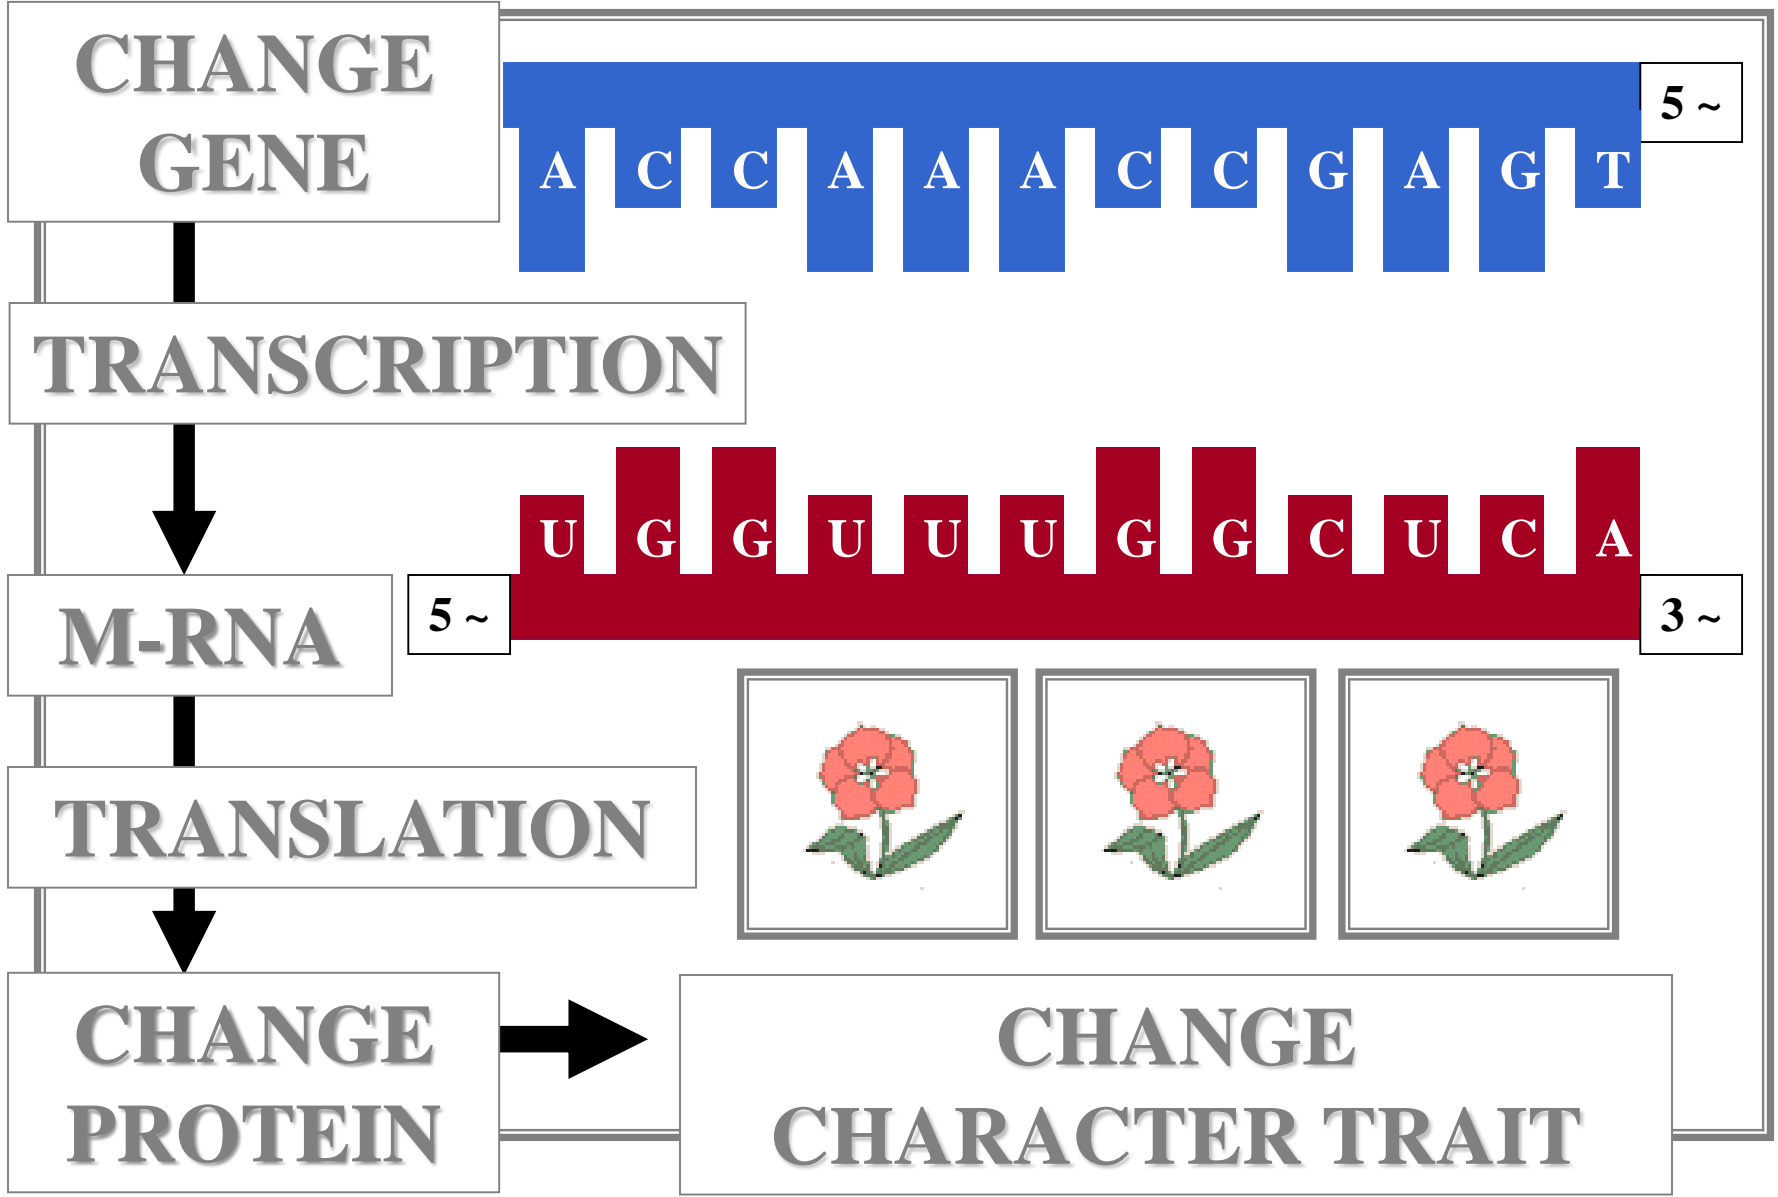 CHANGE
GENE
5 ~
A C C A A A C C G A G T
TRANSCRIPTION
U G G U U U G G C U C A
M-RNA
5 ~
3 ~
TRANSLATION
CHANGE
PROTEIN
CHANGE
CHARACTER TRAIT